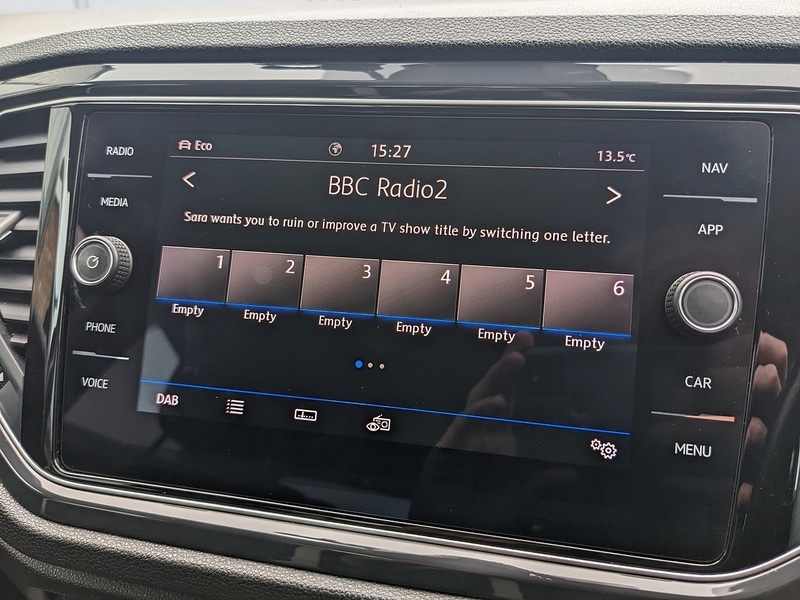 RADIO
MEDIA
PHONE
VOICE
Eco
15:27
13.5°C
<
BBC Radio2
>
Sara wants you to ruin or improve a TV show title by switching one letter.
1 2 3 4 5 6
Empty Empty Empty Empty Empty Empty
DAB
NAV
APP
CAR
MENU